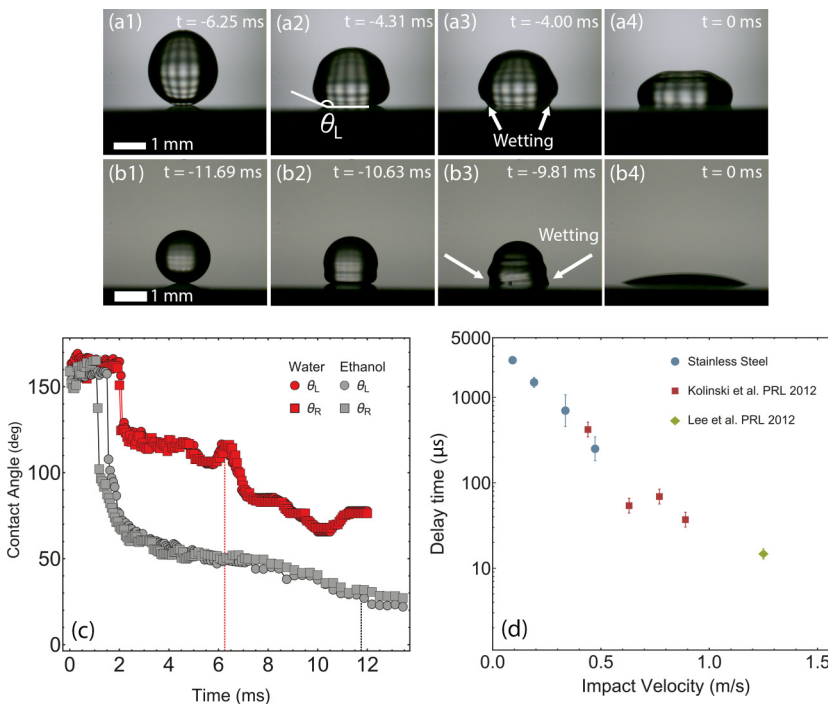 (a1) t = -6.25 ms
1 mm
(a2) t = -4.31 ms
θL
(a3) t = -4.00 ms
Wetting
(a4) t = 0 ms
(b1) t = -11.69 ms
1 mm
(b2) t = -10.63 ms
(b3) t = -9.81 ms
Wetting
(b4) t = 0 ms
Contact Angle (deg)
150
100
50
0
Water Ethanol
θL θL
θR θR
(c)
0 2 4 6 8 10 12
Time (ms)
Delay time (μs)
5000
1000
500
100
50
10
Stainless Steel
Kolinski et al. PRL 2012
Lee et al. PRL 2012
(d)
0.0 0.5 1.0 1.5
Impact Velocity (m/s)